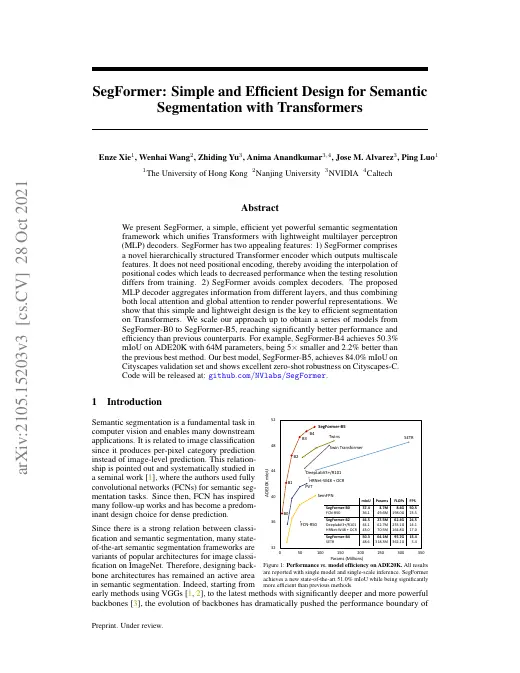 SegFormer: Simple and Efficient Design for Semantic
Segmentation with Transformers
Enze Xie1, Wenhai Wang2, Zhiding Yu3, Anima Anandkumar3,4, Jose M. Alvarez3, Ping Luo1
1The University of Hong Kong 2Nanjing University 3NVIDIA 4Caltech
arXiv:2105.15203v3 [cs.CV] 28 Oct 2021
Abstract
We present SegFormer, a simple, efficient yet powerful semantic segmentation
framework which unifies Transformers with lightweight multilayer perceptron
(MLP) decoders. SegFormer has two appealing features: 1) SegFormer comprises
a novel hierarchically structured Transformer encoder which outputs multiscale
features. It does not need positional encoding, thereby avoiding the interpolation of
positional codes which leads to decreased performance when the testing resolution
differs from training. 2) SegFormer avoids complex decoders. The proposed
MLP decoder aggregates information from different layers, and thus combining
both local attention and global attention to render powerful representations. We
show that this simple and lightweight design is the key to efficient segmentation
on Transformers. We scale our approach up to obtain a series of models from
SegFormer-B0 to SegFormer-B5, reaching significantly better performance and
efficiency than previous counterparts. For example, SegFormer-B4 achieves 50.3%
mIoU on ADE20K with 64M parameters, being 5× smaller and 2.2% better than
the previous best method. Our best model, SegFormer-B5, achieves 84.0% mIoU on
Cityscapes validation set and shows excellent zero-shot robustness on Cityscapes-C.
Code will be released at: github.com/NVlabs/SegFormer.
1 Introduction
Semantic segmentation is a fundamental task in
computer vision and enables many downstream
applications. It is related to image classification
since it produces per-pixel category prediction
instead of image-level prediction. This relation-
ship is pointed out and systematically studied in
a seminal work [1], where the authors used fully
convolutional networks (FCNs) for semantic seg-
mentation tasks. Since then, FCN has inspired
many follow-up works and has become a predom-
inant design choice for dense prediction.
Since there is a strong relation between classi-
fication and semantic segmentation, many state-
of-the-art semantic segmentation frameworks are
variants of popular architectures for image classi-
fication on ImageNet. Therefore, designing back-
bone architectures has remained an active area
in semantic segmentation. Indeed, starting from
early methods using VGGs [1, 2], to the latest methods with significantly deeper and more powerful
backbones [3], the evolution of backbones has dramatically pushed the performance boundary of
SegFormer-B5
B4
B3
Twins
SETR
Swin Transformer
B2
DeepLabV3+/R101
HRNet-W48 + OCR
B1
PVT
SemFPN
B0
FCN-R50
ADE20K (mIoU)
Params (Millions)
0 50 100 150 200 250 300 350
mIoU Params FLOPs FPS
Figure 1: Performance vs. model efficiency on ADE20K. All results
are reported with single model and single-scale inference. SegFormer
achieves a new state-of-the-art 51.0% mIoU while being significantly
more efficient than previous methods
Preprint. Under review.